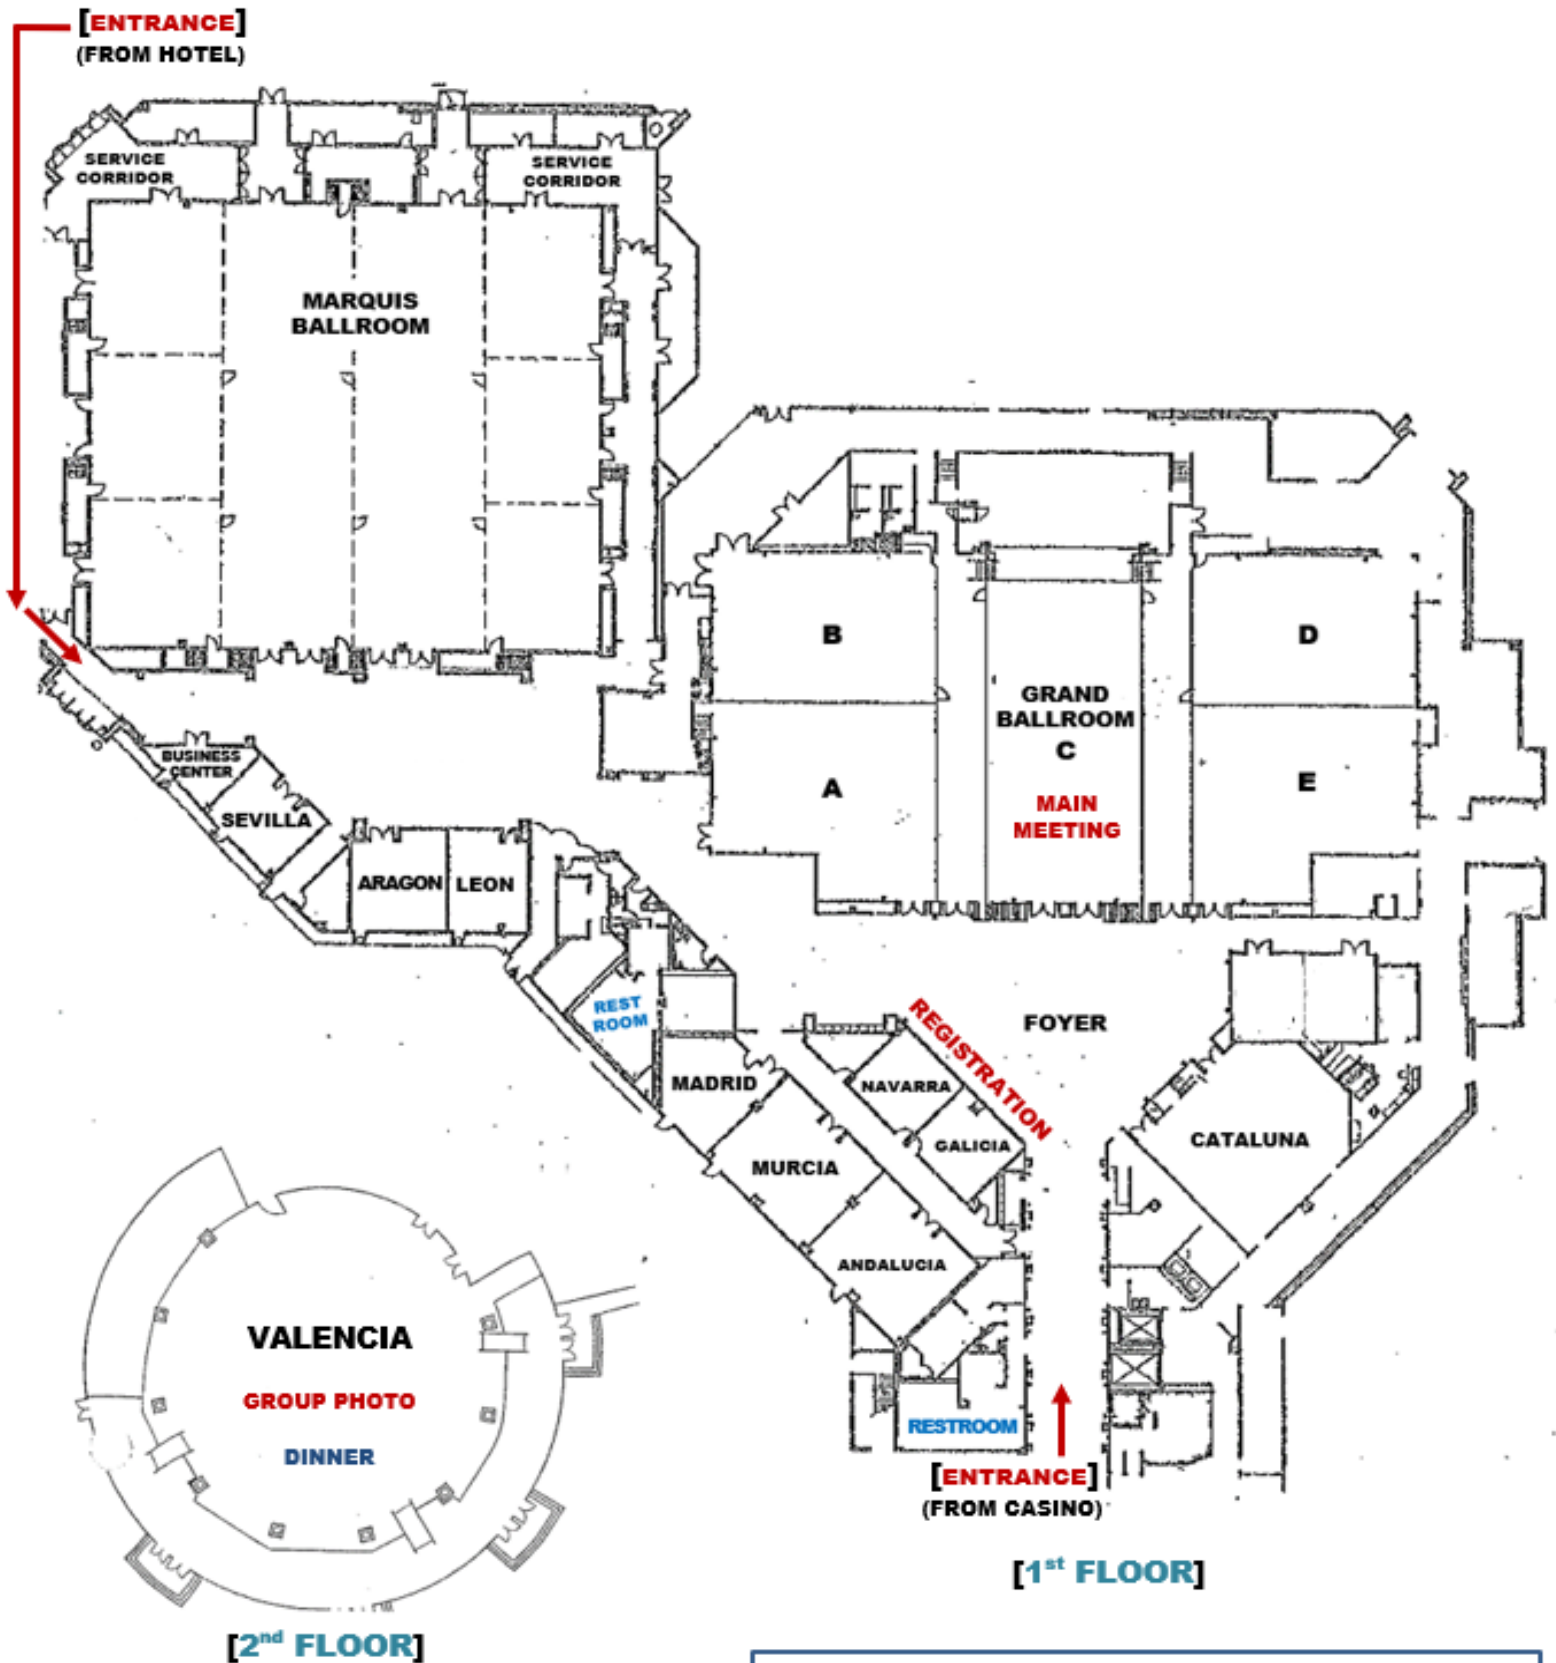 [ENTRANCE]
(FROM HOTEL)
SERVICE
CORRIDOR
SERVICE
CORRIDOR
MARQUIS
BALLROOM
B
D
GRAND
BALLROOM
C
A
E
MAIN
MEETING
BUSINESS
CENTER
SEVILLA
ARAGON
LEON
REST
ROOM
REGISTRATION
FOYER
MADRID
NAVARRA
GALICIA
CATALUNA
MURCIA
ANDALUCIA
VALENCIA
GROUP PHOTO
DINNER
RESTROOM
[ENTRANCE]
(FROM CASINO)
[1st FLOOR]
[2nd FLOOR]